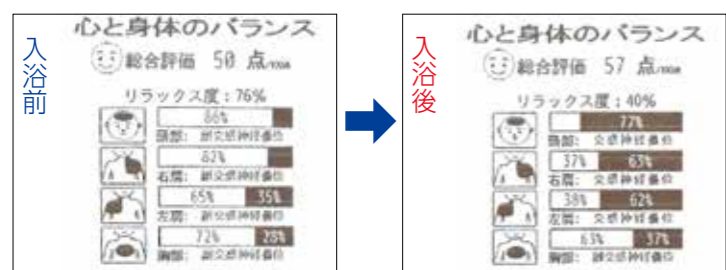 入浴前
心と身体のバランス
総合評価 50 点/100点
リラックス度:76%
86%
頭部: 副交感神経優位
82%
右肩: 副交感神経優位
65% 35%
左肩: 副交感神経優位
72% 28%
胸部: 副交感神経優位
入浴後
心と身体のバランス
総合評価 57 点/100点
リラックス度:40%
77%
頭部: 交感神経優位
37% 63%
右肩: 交感神経優位
38% 62%
左肩: 交感神経優位
63% 37%
胸部: 副交感神経優位